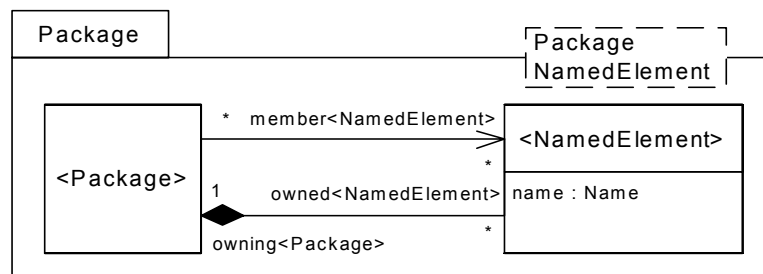 Package
Package
NamedElement
* member<NamedElement>
<NamedElement>
*
<Package>
1
owned<NamedElement>
name : Name
*
owning<Package>